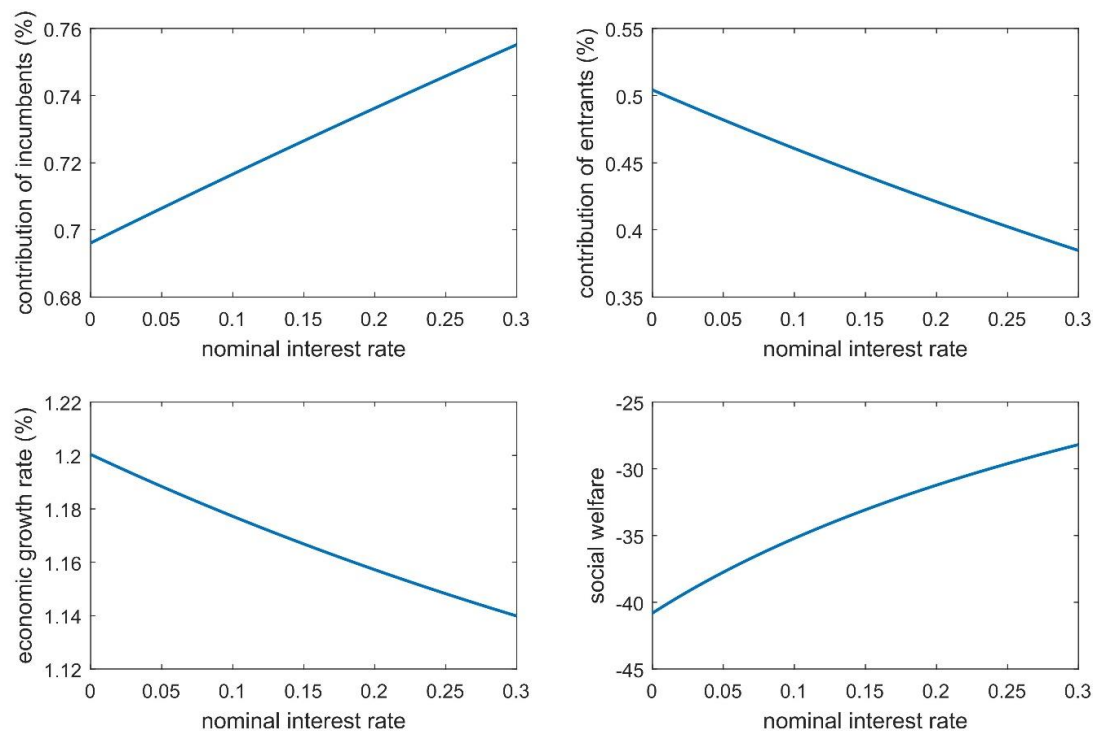 contribution of incumbents (%)
0.76
0.74
0.72
0.7
0.68
0 0.05 0.1 0.15 0.2 0.25 0.3
nominal interest rate
contribution of entrants (%)
0.55
0.5
0.45
0.4
0.35
0 0.05 0.1 0.15 0.2 0.25 0.3
nominal interest rate
economic growth rate (%)
1.22
1.2
1.18
1.16
1.14
1.12
0 0.05 0.1 0.15 0.2 0.25 0.3
nominal interest rate
social welfare
-25
-30
-35
-40
-45
0 0.05 0.1 0.15 0.2 0.25 0.3
nominal interest rate